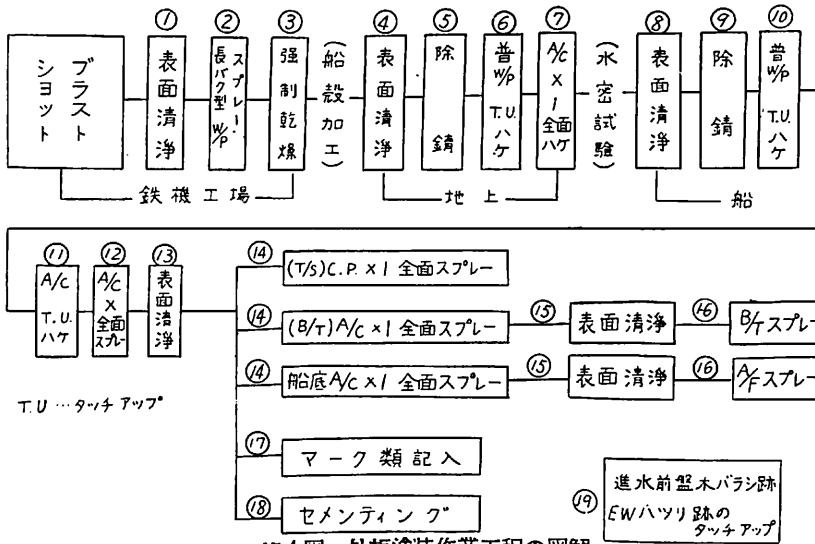 ショット
ブラスト
① 表面清浄
② スプレー・
長バク型 W/P
③ 强制乾燥
(船殻加工)
④ 表面清浄
⑤ 除錆
⑥ 普W/P T.U.ハケ
⑦ A/C×1全面ハケ
(水密試験)
⑧ 表面清浄
⑨ 除錆
⑩ 普W/P T.U.ハケ
鉄機工場
地上
船
⑪ A/C T.U.ハケ
⑫ A/C×全面スプレー
⑬ 表面清浄
⑭ (T/S) C.P.×1 全面スプレー
⑭ (B/T) A/C×1 全面スプレー
⑮ 表面清浄
⑯ B/Tスプレー
⑭ 船底A/C×1 全面スプレー
⑮ 表面清浄
⑯ A/Fスプレー
T.U…タッチアップ
⑰ マーク類記入
⑱ セメンティング
⑲ 進水前盤木バラシ跡
EWハツリ跡の
タッチアップ